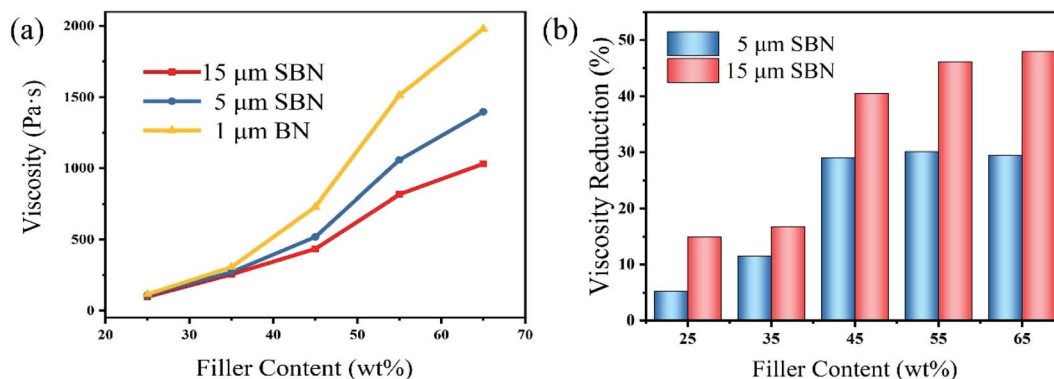 (a)
2000
1500
1000
500
0
Viscosity (Pa·s)
15 μm SBN
5 μm SBN
1 μm BN
20 30 40 50 60 70
Filler Content (wt%)
(b)
50
40
30
20
10
0
Viscosity Reduction (%)
5 μm SBN
15 μm SBN
25 35 45 55 65
Filler Content (wt%)